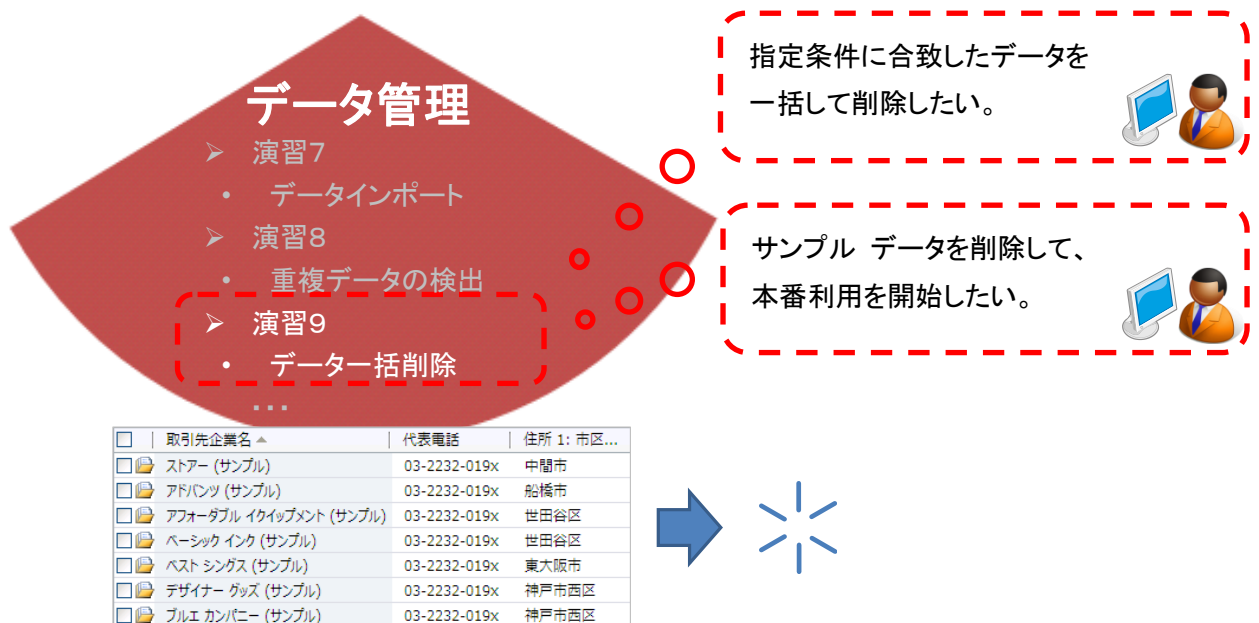 データ管理
➢ 演習7
• データインポート
➢ 演習8
• 重複データの検出
➢ 演習9
• データ一括削除
...
指定条件に合致したデータを
一括して削除したい。
サンプル データを削除して、
本番利用を開始したい。
取引先企業名 代表電話 住所 1: 市区...
ストアー (サンプル) 03-2232-019x 中間市
アドバンツ (サンプル) 03-2232-019x 船橋市
アフォーダブル イクイップメント (サンプル) 03-2232-019x 世田谷区
ベーシック インク (サンプル) 03-2232-019x 世田谷区
ベスト シングス (サンプル) 03-2232-019x 東大阪市
デザイナー グッズ (サンプル) 03-2232-019x 神戸市西区
ブルエ カンパニー (サンプル) 03-2232-019x 神戸市西区